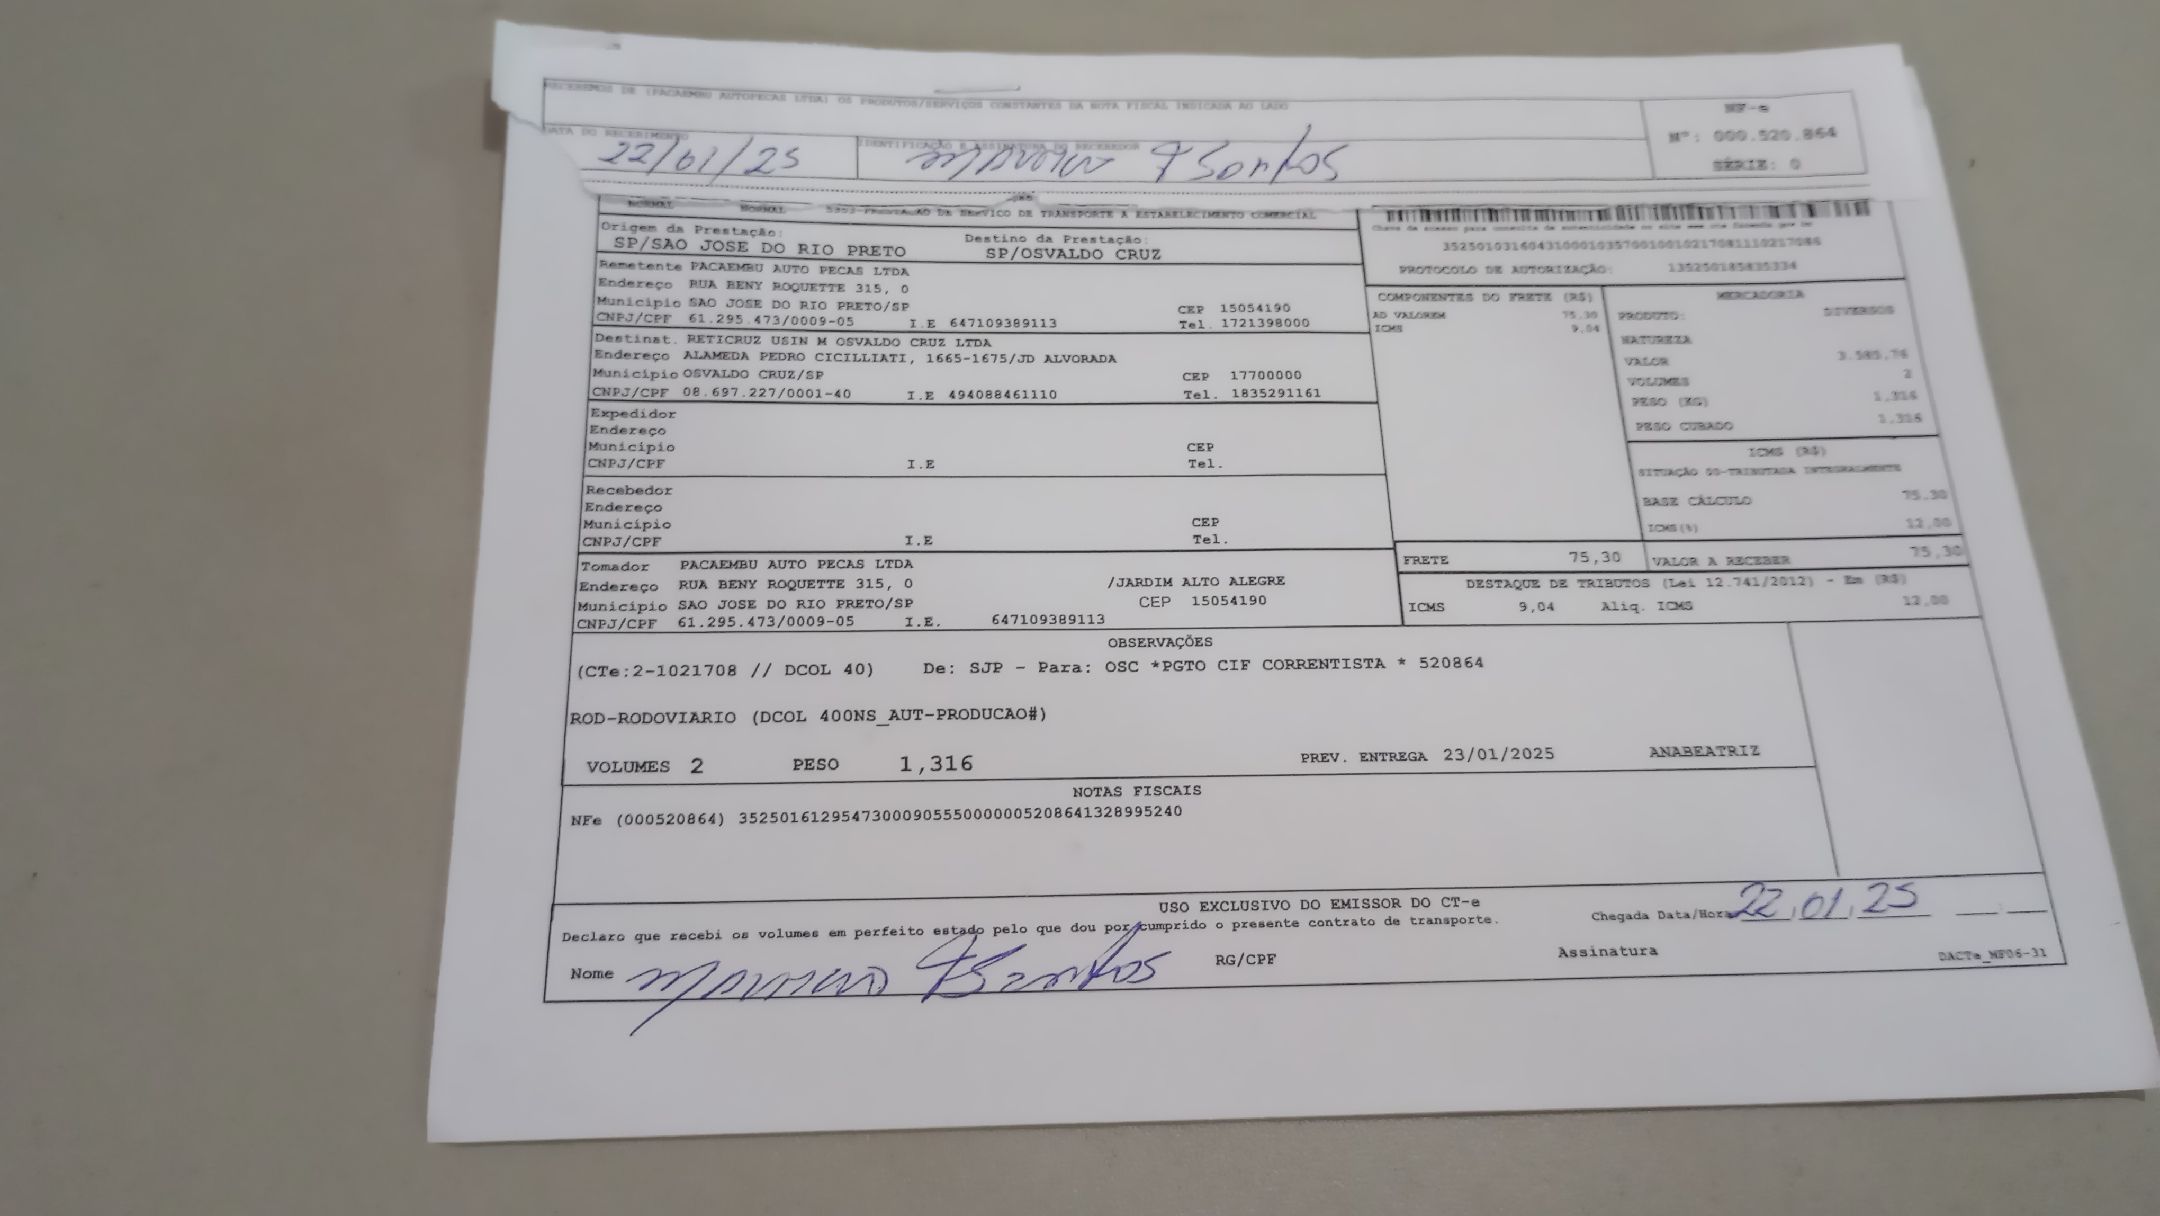 RECEBEMOS DE (PACAEMBU AUTOPECAS LTDA) OS PRODUTOS/SERVIÇOS CONSTANTES DA NOTA FISCAL INDICADA AO LADO
NF-e
Nº: 000.520.864
SÉRIE: 0
DATA DO RECEBIMENTO
IDENTIFICAÇÃO E ASSINATURA DO RECEBEDOR
22/01/25
Santos
NORMAL NORMAL 5353-PRESTAÇÃO DE SERVICO DE TRANSPORTE A ESTABELECIMENTO COMERCIAL
Origem da Prestação: Destino da Prestação:
SP/SAO JOSE DO RIO PRETO SP/OSVALDO CRUZ
PROTOCOLO DE AUTORIZAÇÃO: 135250185835334
Remetente PACAEMBU AUTO PECAS LTDA
Endereço RUA BENY ROQUETTE 315, 0
Município SAO JOSE DO RIO PRETO/SP CEP 15054190
CNPJ/CPF 61.295.473/0009-05 I.E 647109389113 Tel. 1721398000
Destinat. RETICRUZ USIN M OSVALDO CRUZ LTDA
Endereço ALAMEDA PEDRO CICILLIATI, 1665-1675/JD ALVORADA
Município OSVALDO CRUZ/SP CEP 17700000
CNPJ/CPF 08.697.227/0001-40 I.E 494088461110 Tel. 1835291161
Expedidor
Endereço
Município CEP
CNPJ/CPF I.E Tel.
Recebedor
Endereço
Município CEP
CNPJ/CPF I.E Tel.
Tomador PACAEMBU AUTO PECAS LTDA
Endereço RUA BENY ROQUETTE 315, 0 /JARDIM ALTO ALEGRE
Município SAO JOSE DO RIO PRETO/SP CEP 15054190
CNPJ/CPF 61.295.473/0009-05 I.E. 647109389113
COMPONENTES DO FRETE (R$)
AD VALOREM 75,30
ICMS 9,04
MERCADORIA
PRODUTO: DIVERSOS
NATUREZA
VALOR 3.585,76
VOLUMES 2
PESO (KG) 1,316
PESO CUBADO 1,316
ICMS (R$)
SITUAÇÃO 00-TRIBUTADA INTEGRALMENTE
BASE CÁLCULO 75,30
ICMS(%) 12,00
FRETE 75,30 VALOR A RECEBER 75,30
DESTAQUE DE TRIBUTOS (Lei 12.741/2012) - Em (R$)
ICMS 9,04 Aliq. ICMS 12,00
OBSERVAÇÕES
(CTe:2-1021708 // DCOL 40) De: SJP - Para: OSC *PGTO CIF CORRENTISTA * 520864
ROD-RODOVIARIO (DCOL 400NS_AUT-PRODUCAO#)
VOLUMES 2 PESO 1,316 PREV. ENTREGA 23/01/2025 ANABEATRIZ
NOTAS FISCAIS
NFe (000520864) 35250161295473000905550000005208641328995240
USO EXCLUSIVO DO EMISSOR DO CT-e
Declaro que recebi os volumes em perfeito estado pelo que dou por cumprido o presente contrato de transporte.
Chegada Data/Hora 22,01,25
Nome Santos RG/CPF Assinatura
DACTe_MF06-31